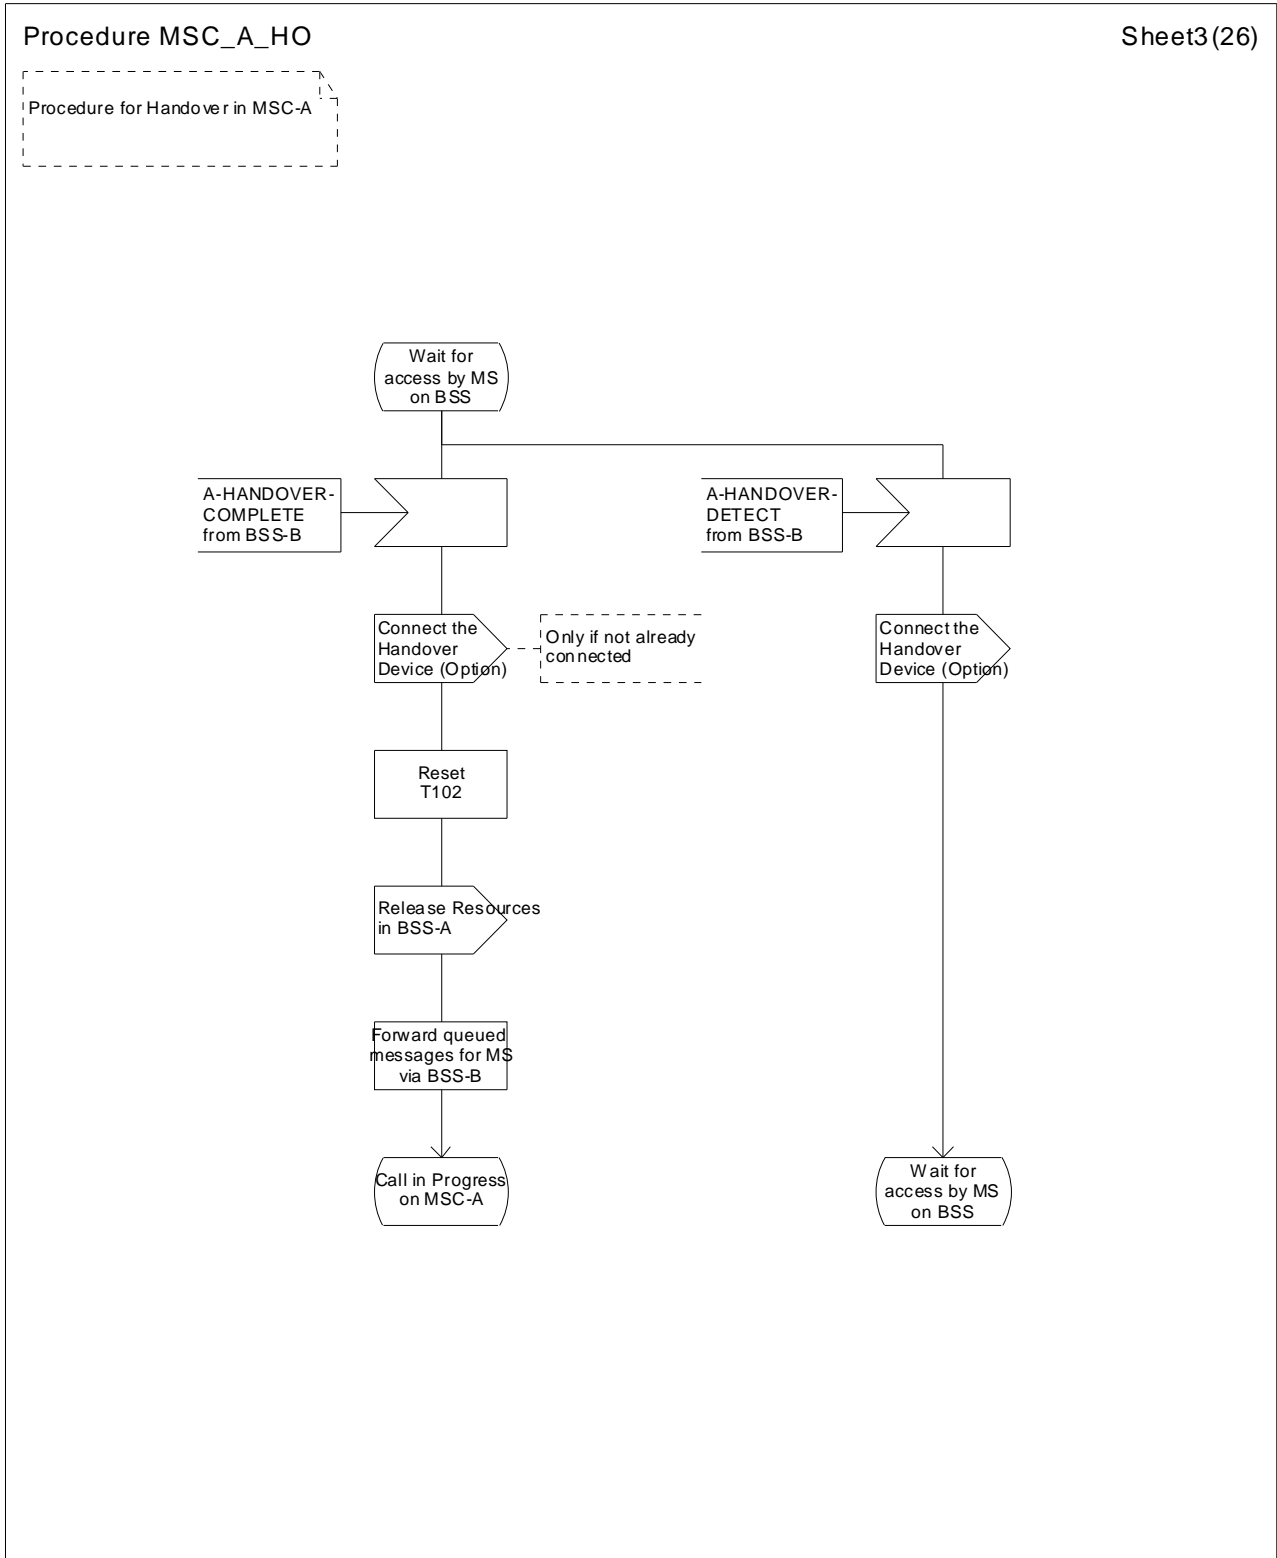 Procedure MSC_A_HO
Sheet3(26)
Procedure for Handover in MSC-A
Wait for
access by MS
on BSS
A-HANDOVER-
COMPLETE
from BSS-B
A-HANDOVER-
DETECT
from BSS-B
Connect the
Handover
Device (Option)
Only if not already
connected
Connect the
Handover
Device (Option)
Reset
T102
Release Resources
in BSS-A
Forward queued
messages for MS
via BSS-B
Call in Progress
on MSC-A
Wait for
access by MS
on BSS